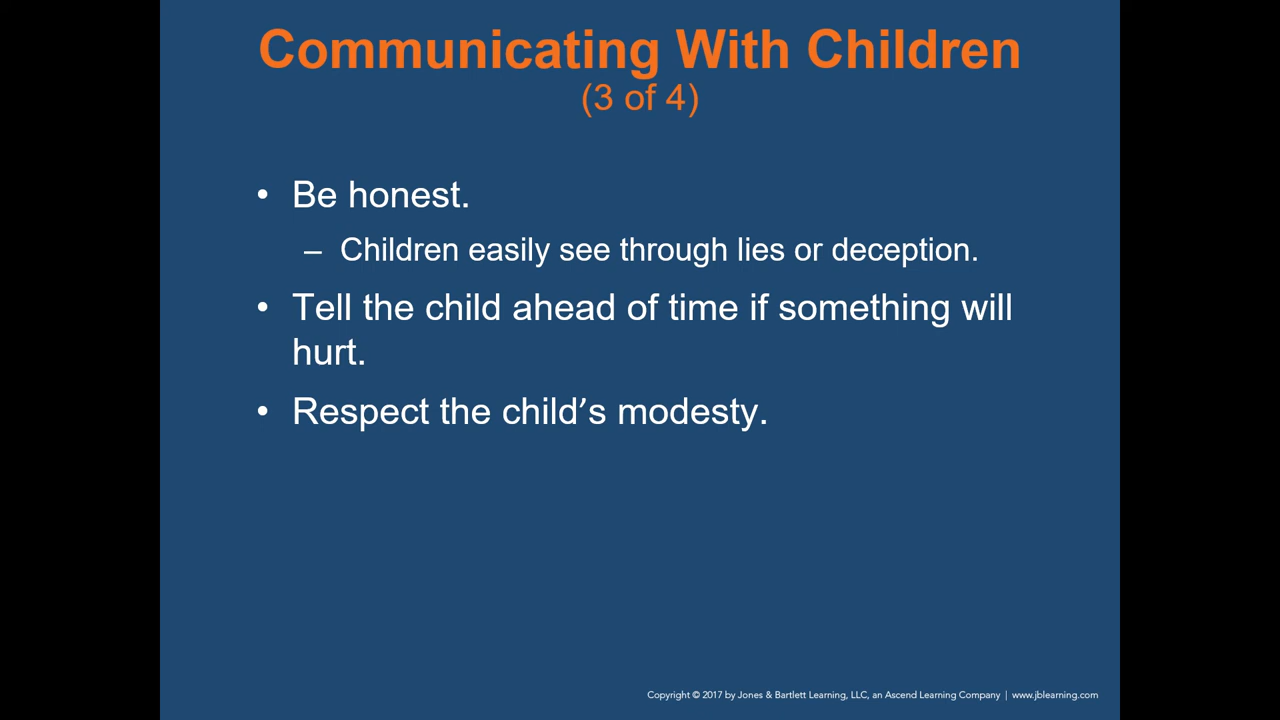 Communicating With Children
(3 of 4)
• Be honest.
– Children easily see through lies or deception.
• Tell the child ahead of time if something will
hurt.
• Respect the child’s modesty.
Copyright © 2017 by Jones & Bartlett Learning, LLC, an Ascend Learning Company | www.jblearning.com